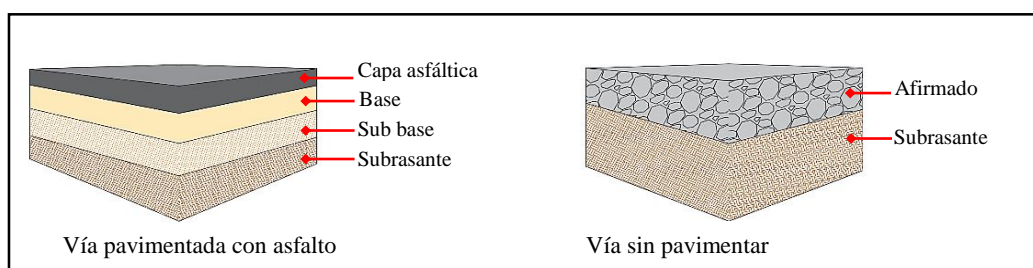 Capa asfáltica
Base
Sub base
Subrasante
Vía pavimentada con asfalto
Afirmado
Subrasante
Vía sin pavimentar